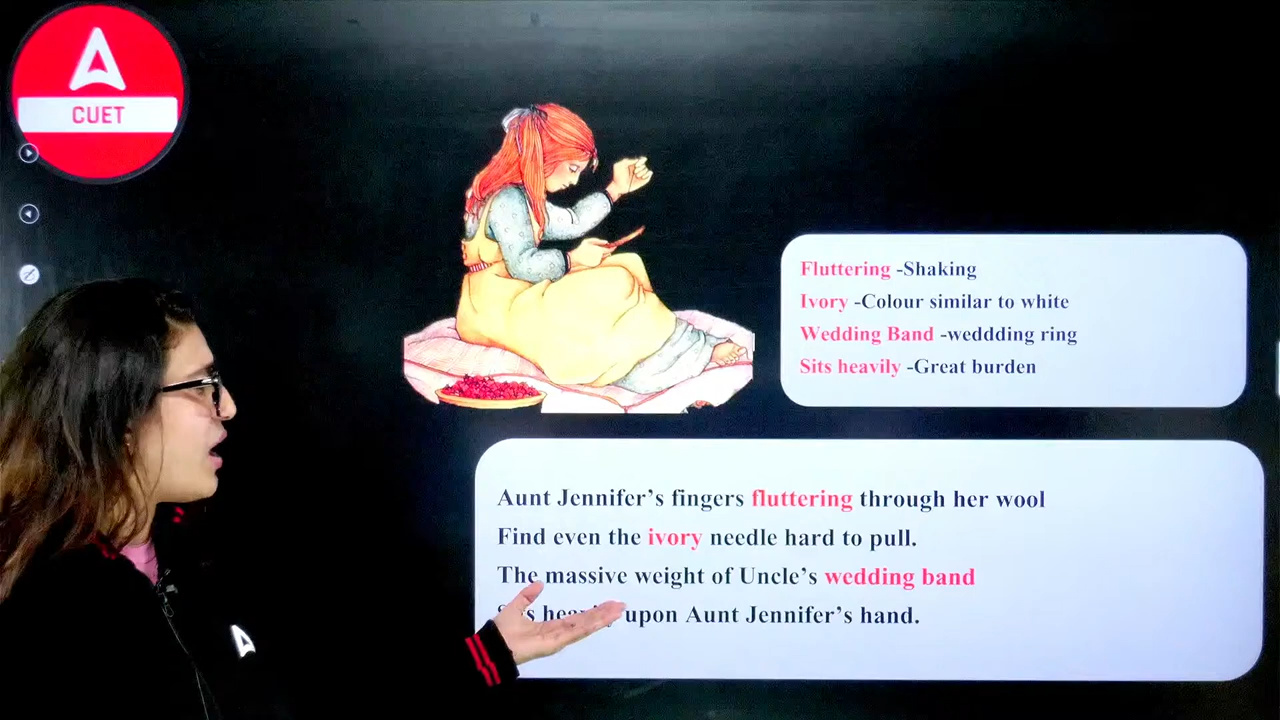 CUET
Fluttering -Shaking
Ivory -Colour similar to white
Wedding Band -weddding ring
Sits heavily -Great burden
Aunt Jennifer's fingers fluttering through her wool
Find even the ivory needle hard to pull.
The massive weight of Uncle's wedding band
upon Aunt Jennifer's hand.